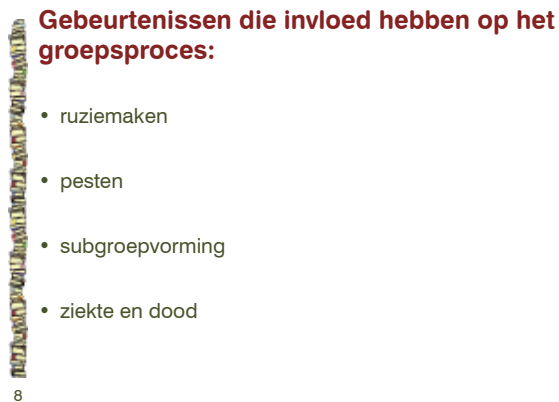 Gebeurtenissen die invloed hebben op het
groepsproces:
• ruziemaken
• pesten
• subgroepvorming
• ziekte en dood
8